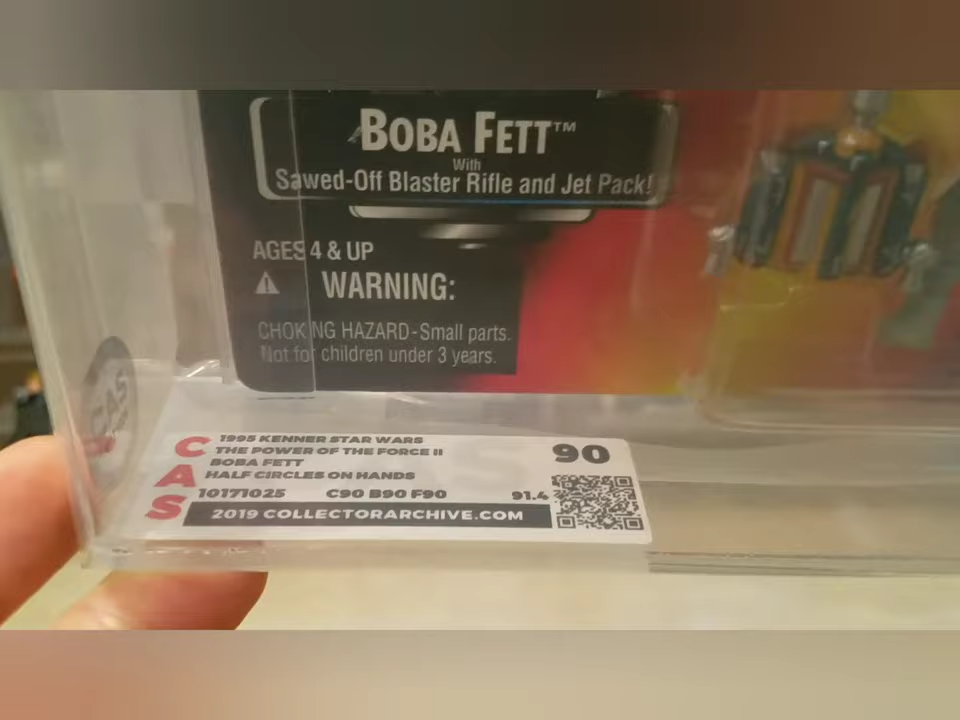 BOBA FETT™
With
Sawed-Off Blaster Rifle and Jet Pack!
AGES 4 & UP
WARNING:
CHOKING HAZARD-Small parts.
Not for children under 3 years.
CAS
CAS
1995 KENNER STAR WARS
THE POWER OF THE FORCE II
BOBA FETT
HALF CIRCLES ON HANDS
10171025 C90 B90 F90 91.4
2019 COLLECTORARCHIVE.COM
90